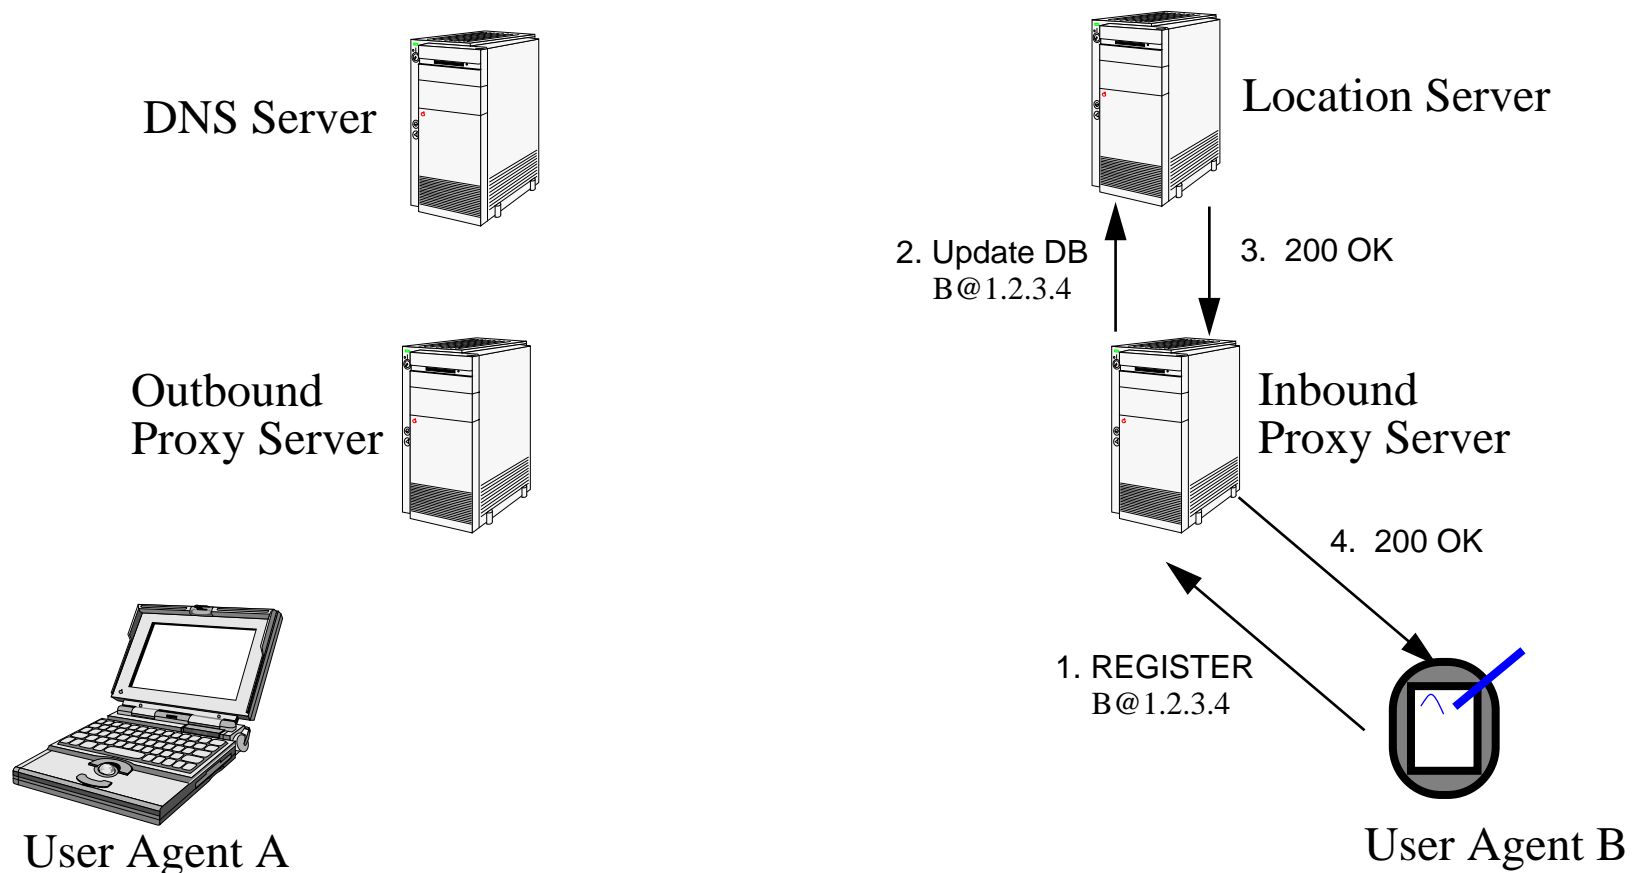 DNS Server
Location Server
2. Update DB
B@1.2.3.4
3. 200 OK
Outbound
Proxy Server
Inbound
Proxy Server
4. 200 OK
1. REGISTER
B@1.2.3.4
User Agent A
User Agent B